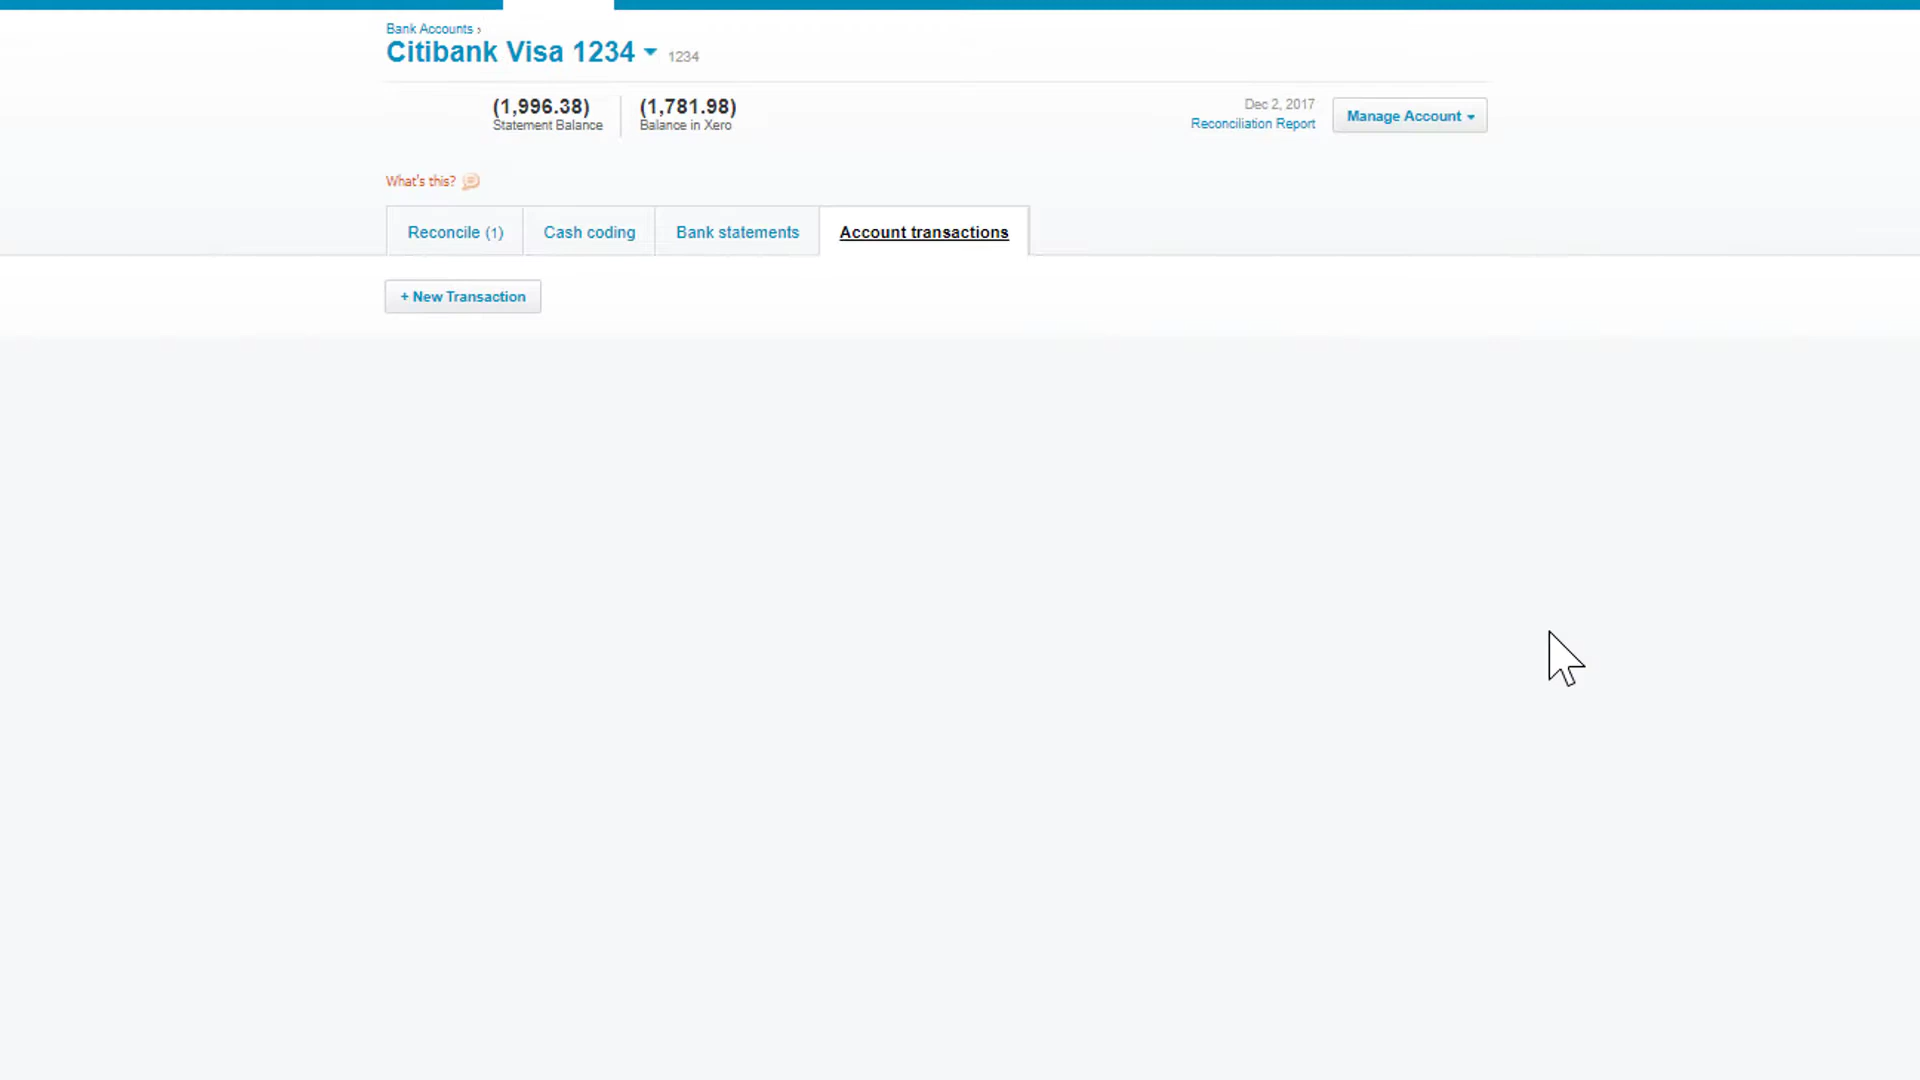 Bank Accounts ›
Citibank Visa 1234 1234
(1,996.38) (1,781.98)
Statement Balance Balance in Xero
Dec 2, 2017
Reconciliation Report
Manage Account
What's this?
Reconcile (1) Cash coding Bank statements Account transactions
+ New Transaction